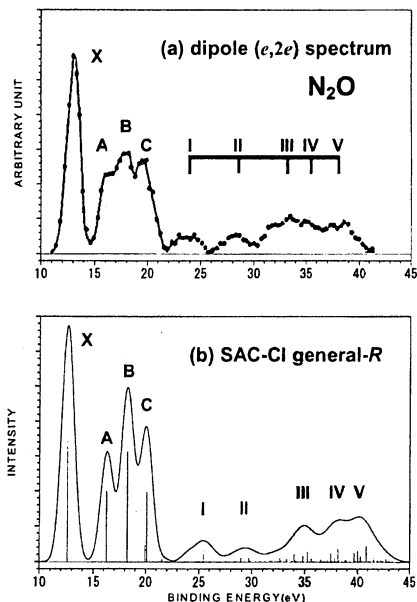 (a) dipole (e,2e) spectrum
N₂O
X
A
B
C
I
II
III
IV
V
ARBITRARY UNIT
10 15 20 25 30 35 40 45
(b) SAC-CI general-R
X
A
B
C
I
II
III
IV
V
INTENSITY
10 15 20 25 30 35 40 45
BINDING ENERGY(eV)